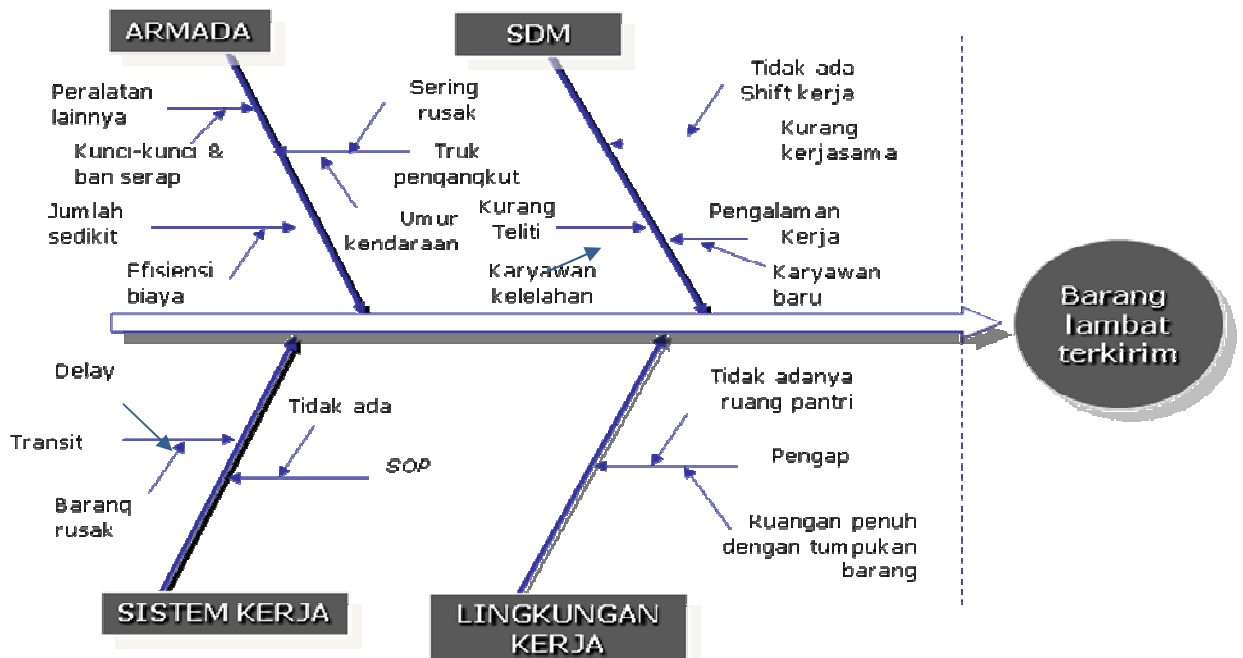 ARMADA
SDM
Peralatan
lainnya
Kunci-kunci &
ban serap
Jumlah
sedikit
Efisiensi
biaya
Sering
rusak
Truk
pengangkut
Umur
kendaraan
Tidak ada
Shift kerja
Kurang
kerjasama
Kurang
Teliti
Karyawan
kelelahan
Pengalaman
Kerja
Karyawan
baru
Barang
lambat
terkirim
Delay
Transit
Barang
rusak
Tidak ada
SOP
Tidak adanya
ruang pantri
Pengap
Ruangan penuh
dengan tumpukan
barang
SISTEM KERJA
LINGKUNGAN
KERJA